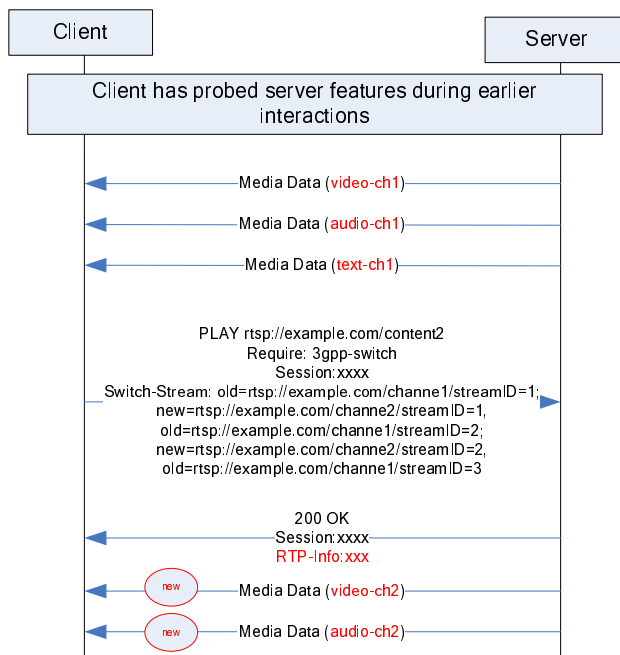 Client
Server
Client has probed server features during earlier
interactions
Media Data (video-ch1)
Media Data (audio-ch1)
Media Data (text-ch1)
PLAY rtsp://example.com/content2
Require: 3gpp-switch
Session:xxxx
Switch-Stream: old=rtsp://example.com/channe1/streamID=1;
new=rtsp://example.com/channe2/streamID=1,
old=rtsp://example.com/channe1/streamID=2;
new=rtsp://example.com/channe2/streamID=2,
old=rtsp://example.com/channe1/streamID=3
200 OK
Session:xxxx
RTP-Info:xxx
new
Media Data (video-ch2)
new
Media Data (audio-ch2)